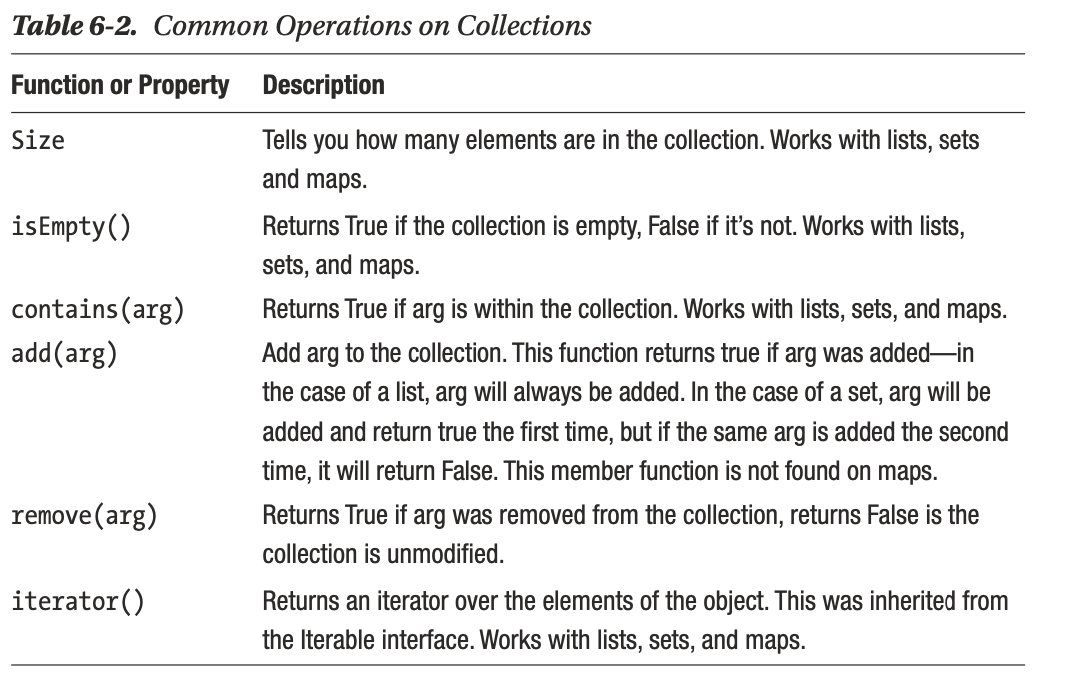 Table 6-2. Common Operations on Collections
Function or Property Description
Size Tells you how many elements are in the collection. Works with lists, sets
and maps.
isEmpty() Returns True if the collection is empty, False if it’s not. Works with lists,
sets, and maps.
contains(arg) Returns True if arg is within the collection. Works with lists, sets, and maps.
add(arg) Add arg to the collection. This function returns true if arg was added—in
the case of a list, arg will always be added. In the case of a set, arg will be
added and return true the first time, but if the same arg is added the second
time, it will return False. This member function is not found on maps.
remove(arg) Returns True if arg was removed from the collection, returns False is the
collection is unmodified.
iterator() Returns an iterator over the elements of the object. This was inherited from
the Iterable interface. Works with lists, sets, and maps.